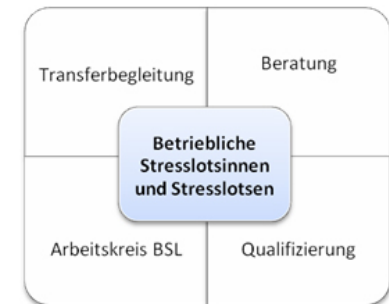 Transferbegleitung
Beratung
Betriebliche
Stresslotsinnen
und Stresslotsen
Arbeitskreis BSL
Qualifizierung